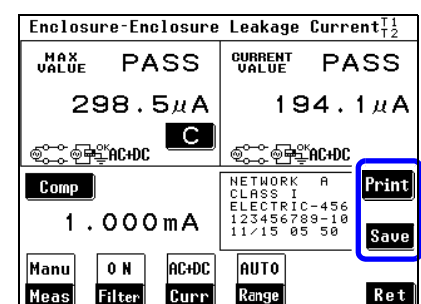 Enclosure-Enclosure Leakage Current T1
T2
MAX VALUE PASS
298.5μA
C
OK AC+DC
CURRENT VALUE PASS
194.1μA
OK AC+DC
Comp
1.000mA
NETWORK A
CLASS I
ELECTRIC-456
123456789-10
11/15 05 50
Print
Save
Manu ON AC+DC AUTO
Meas Filter Curr Range Ret